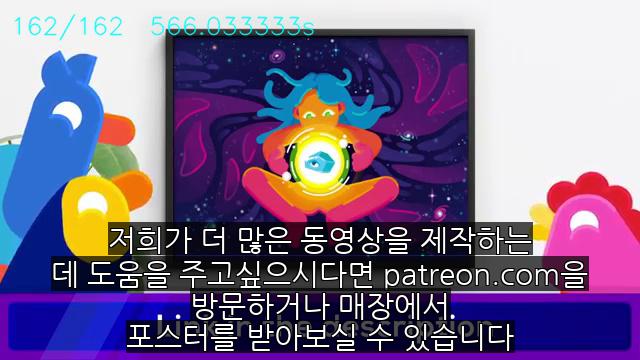 162/162 566.033333s
저희가 더 많은 동영상을 제작하는
데 도움을 주고싶으시다면 patreon.com을
방문하거나 매장에서.
포스터를 받아보실 수 있습니다